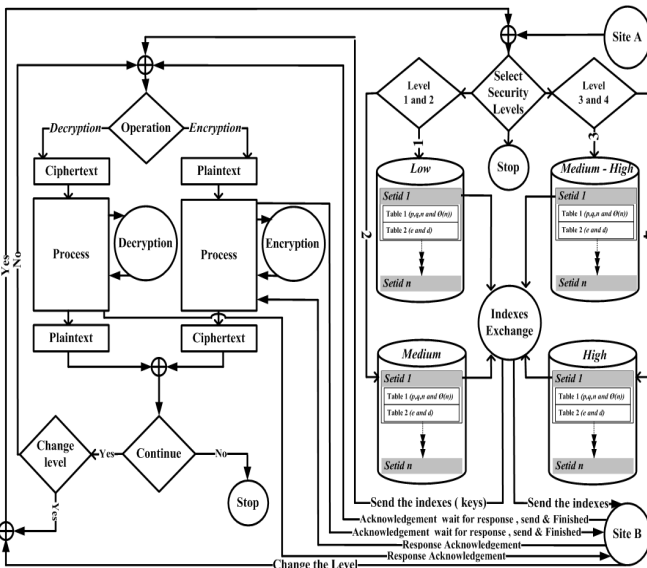 Site A
Select
Security
Levels
Level
1 and 2
Level
3 and 4
Stop
1
3
2
Operation
Decryption
Encryption
Ciphertext
Plaintext
Process
Decryption
Process
Encryption
Plaintext
Ciphertext
Yes
No
Low
Setid 1
Table 1 (p,q,n and Ø(n))
Table 2 (e and d)
Setid n
Medium - High
Setid 1
Table 1 (p,q,n and Ø(n))
Table 2 (e and d)
Setid n
Indexes
Exchange
Medium
Setid 1
Table 1 (p,q,n and Ø(n))
Table 2 (e and d)
Setid n
High
Setid 1
Table 1 (p,q,n and Ø(n))
Table 2 (e and d)
Setid n
Change
level
Yes
Continue
No
Stop
Yes
Send the indexes ( keys)
Send the indexes
Acknowledgement wait for response , send & Finished
Acknowledgement wait for response , send & Finished
Response Acknowledgement
Response Acknowledgement
Change the Level
Site B